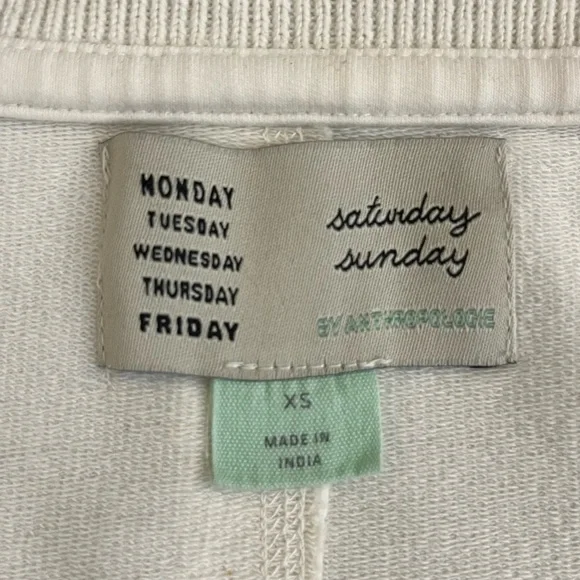 MONDAY
TUESDAY
WEDNESDAY
THURSDAY
FRIDAY
saturday
sunday
BY ANTHROPOLOGIE
XS
MADE IN
INDIA